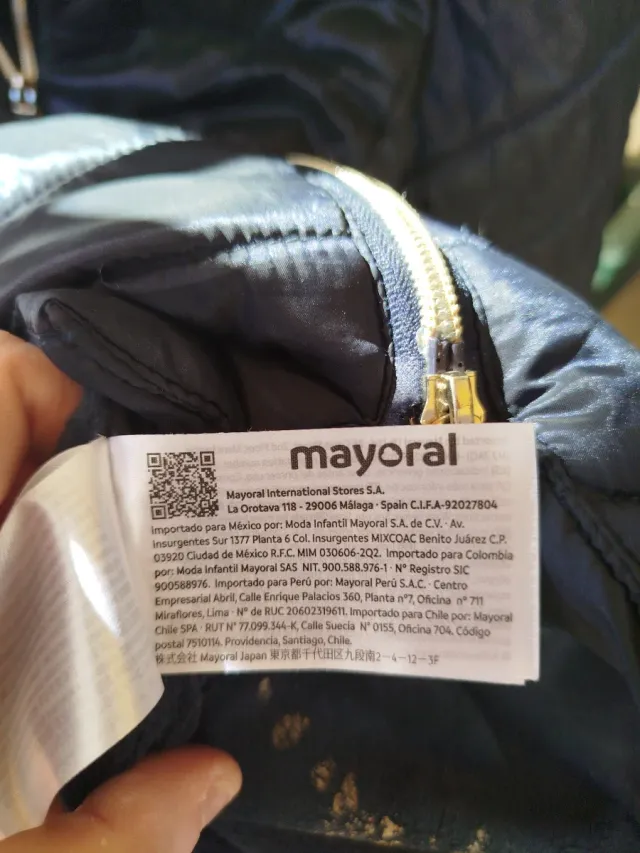 mayoral
Mayoral International Stores S.A.
La Orotava 118 - 29006 Málaga · Spain C.I.F.A-92027804
Importado para México por: Moda Infantil Mayoral S.A. de C.V. · Av.
Insurgentes Sur 1377 Planta 6 Col. Insurgentes MIXCOAC Benito Juárez C.P.
03920 Ciudad de México R.F.C. MIM 030606-2Q2. Importado para Colombia
por: Moda Infantil Mayoral SAS NIT. 900.588.976-1 · N° Registro SIC
900588976. Importado para Perú por: Mayoral Perú S.A.C. · Centro
Empresarial Abril, Calle Enrique Palacios 360, Planta n°7, Oficina n° 711
Miraflores, Lima · N° de RUC 20602319611. Importado para Chile por: Mayoral
Chile SPA · RUT N° 77.099.344-K, Calle Suecia N° 0155, Oficina 704. Código
postal 7510114. Providencia, Santiago, Chile.
株式会社 Mayoral Japan 東京都千代田区九段南2-4-12-3F